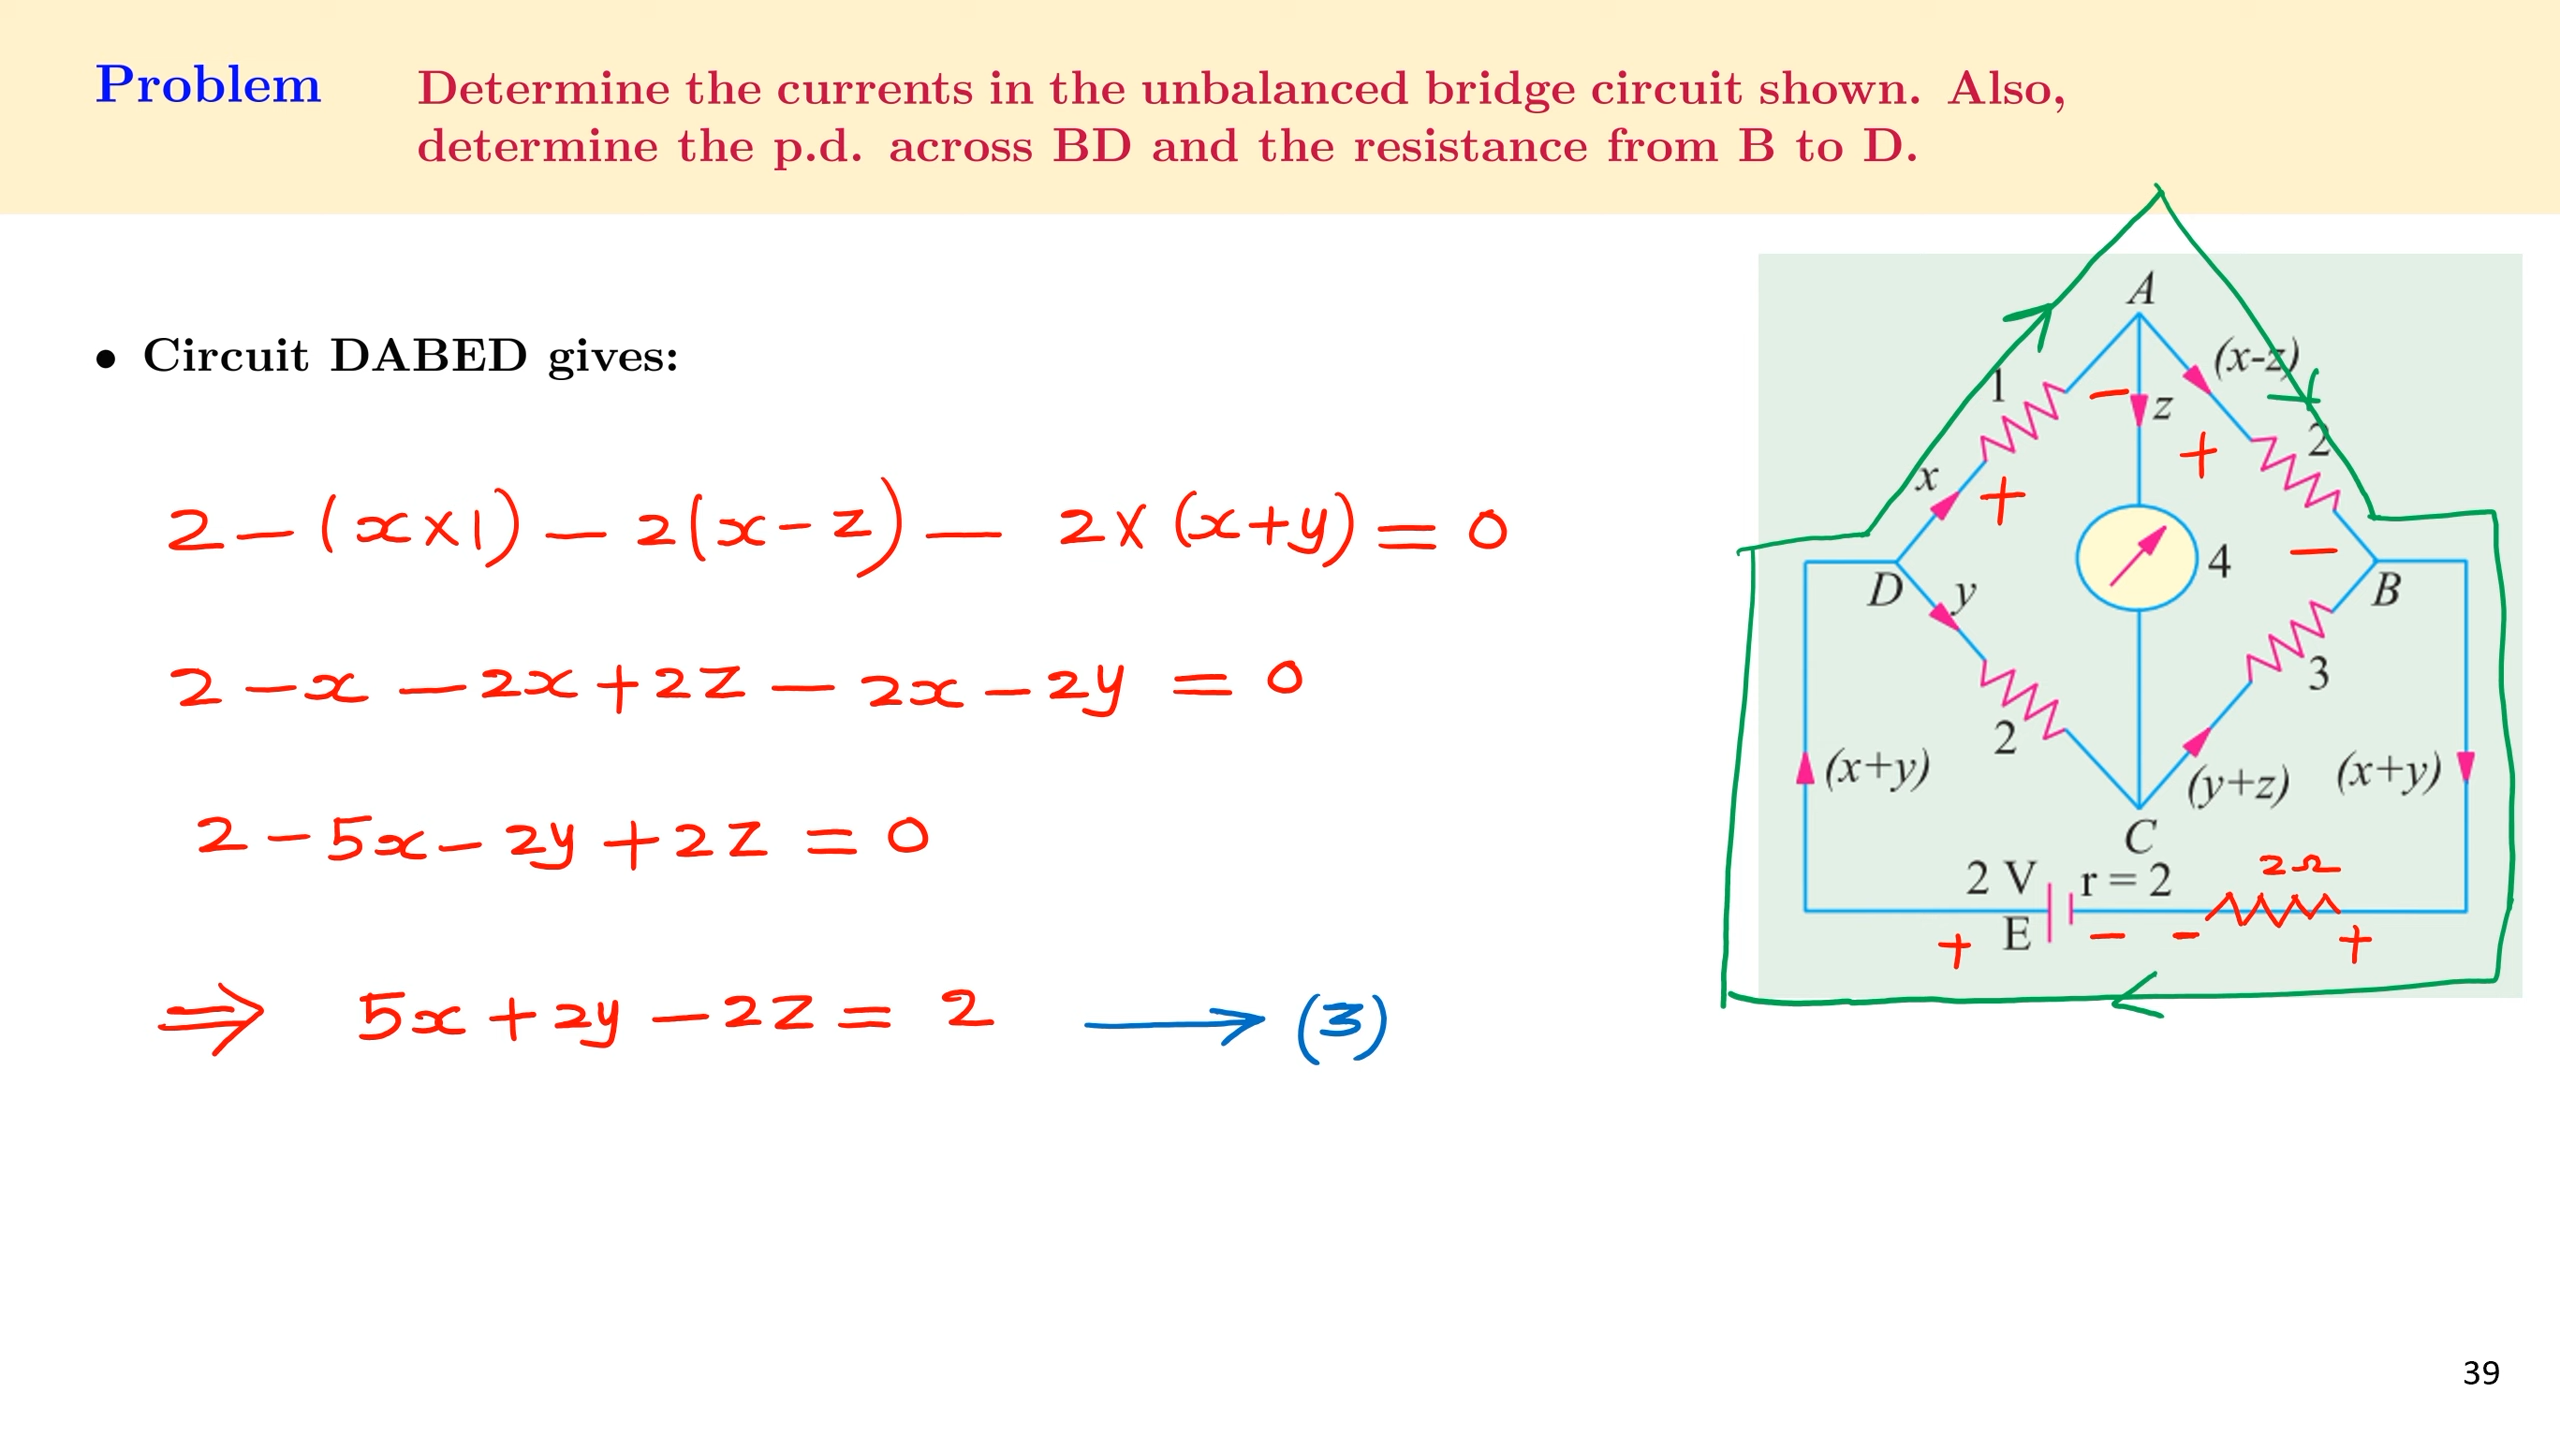 Problem Determine the currents in the unbalanced bridge circuit shown. Also,
determine the p.d. across BD and the resistance from B to D.
• Circuit DABED gives:
2 - (x×1) - 2(x-z) - 2×(x+y) = 0
2 - x - 2x + 2z - 2x - 2y = 0
2 - 5x - 2y + 2z = 0
⇒ 5x + 2y - 2z = 2 → (3)
A
(x-z)
1
- z
2
x + +
4 -
D y B
3
2
(x+y) (y+z) (x+y)
C
2 V r = 2 2Ω
+ E - - +
39